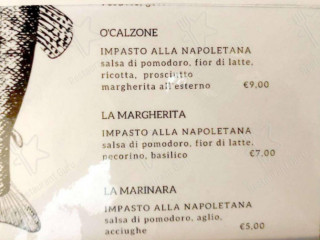 O'CALZONE
IMPASTO ALLA NAPOLETANA
salsa di pomodoro, fior di latte,
ricotta, prosciutto
margherita all'esterno €9,00
LA MARGHERITA
IMPASTO ALLA NAPOLETANA
salsa di pomodoro, fior di latte,
pecorino, basilico €7,00
LA MARINARA
IMPASTO ALLA NAPOLETANA
salsa di pomodoro, aglio,
acciughe €5,00